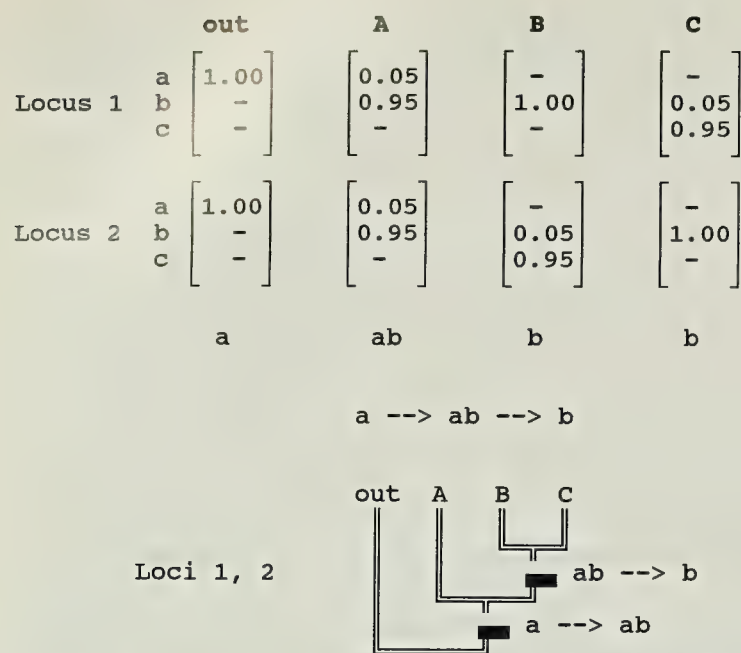 out A B C
a 1.00 0.05 - -
Locus 1 b - 0.95 1.00 0.05
c - - - 0.95
a 1.00 0.05 - -
Locus 2 b - 0.95 0.05 1.00
c - - 0.95 -
a ab b b
a --> ab --> b
out A B C
Loci 1, 2 ab --> b
a --> ab